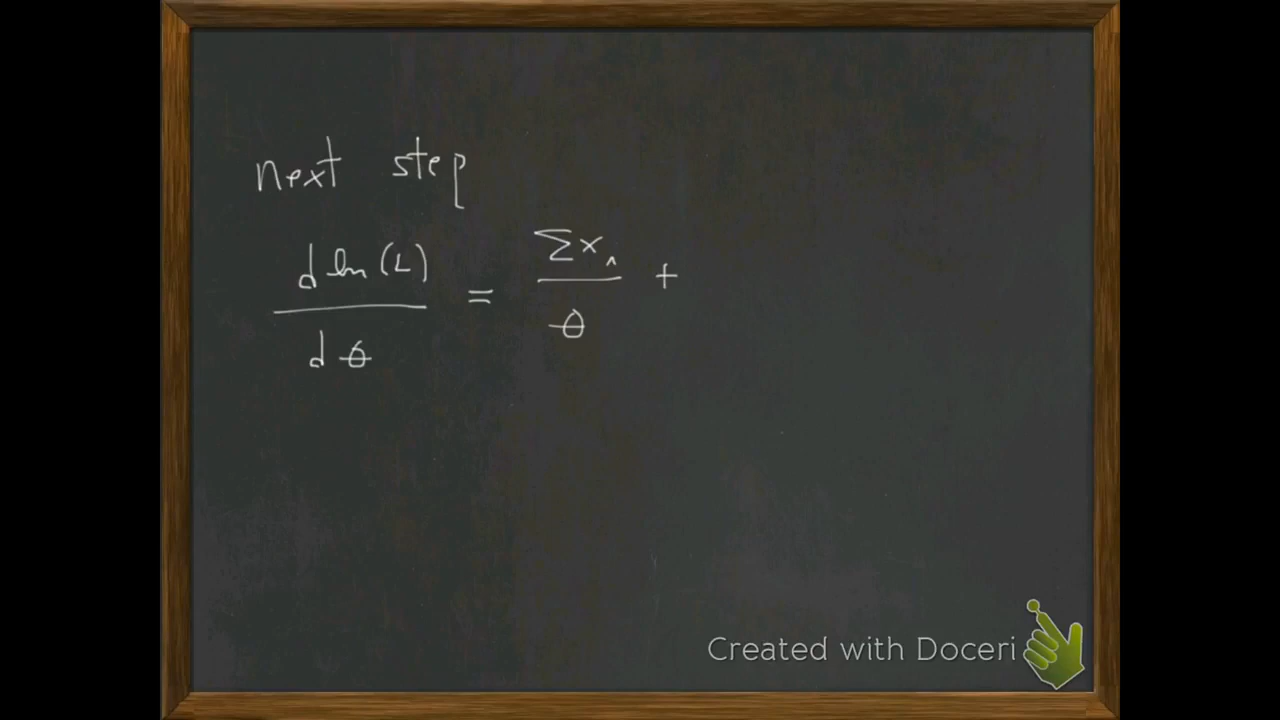 next step
d ln(L) / dθ = Σxᵢ / θ +
Created with Doceri